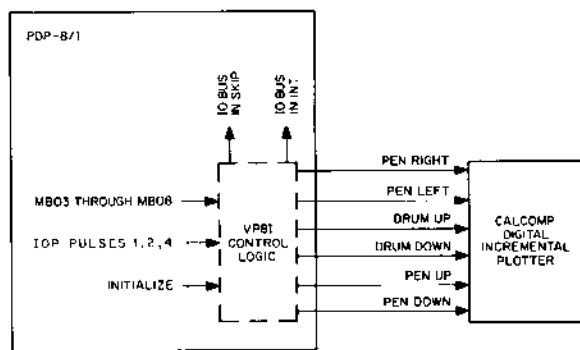 PDP-8/I
IO BUS
IN SKIP
IO BUS
IN INT.
PEN RIGHT
MB03 THROUGH MB08
PEN LEFT
IOP PULSES 1,2,4
VP8I
CONTROL
LOGIC
DRUM UP
DRUM DOWN
CALCOMP
DIGITAL
INCREMENTAL
PLOTTER
INITIALIZE
PEN UP
PEN DOWN